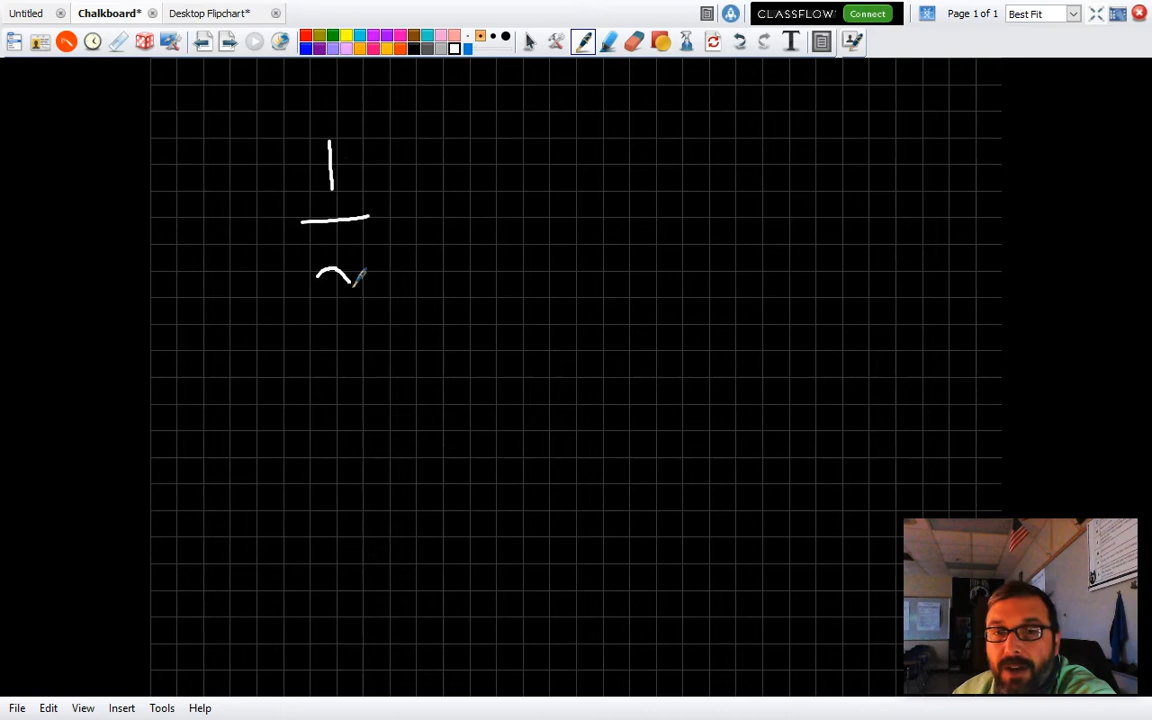 Untitled
Chalkboard*
Desktop Flipchart*
CLASSFLOW
Connect
Page 1 of 1
Best Fit
T
1
File Edit View Insert Tools Help